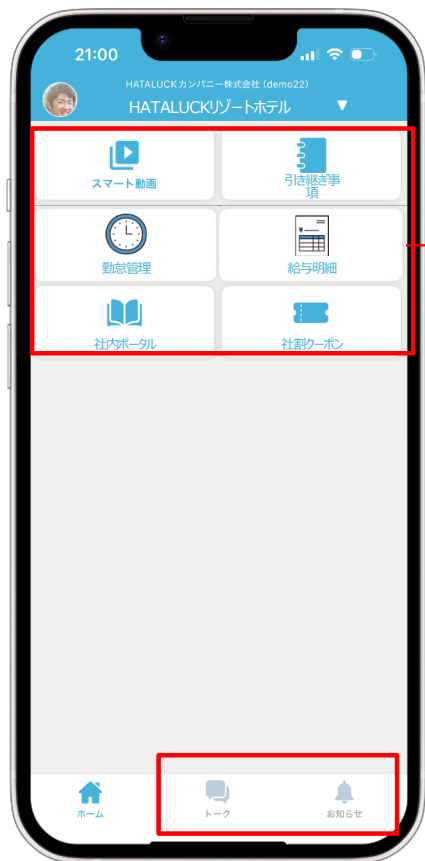 21:00
HATALUCKカンパニー株式会社 (demo22)
HATALUCKリゾートホテル ▼
スマート動画
引き継ぎ事
項
勤怠管理
給与明細
社内ポータル
社割クーポン
ホーム
トーク
お知らせ